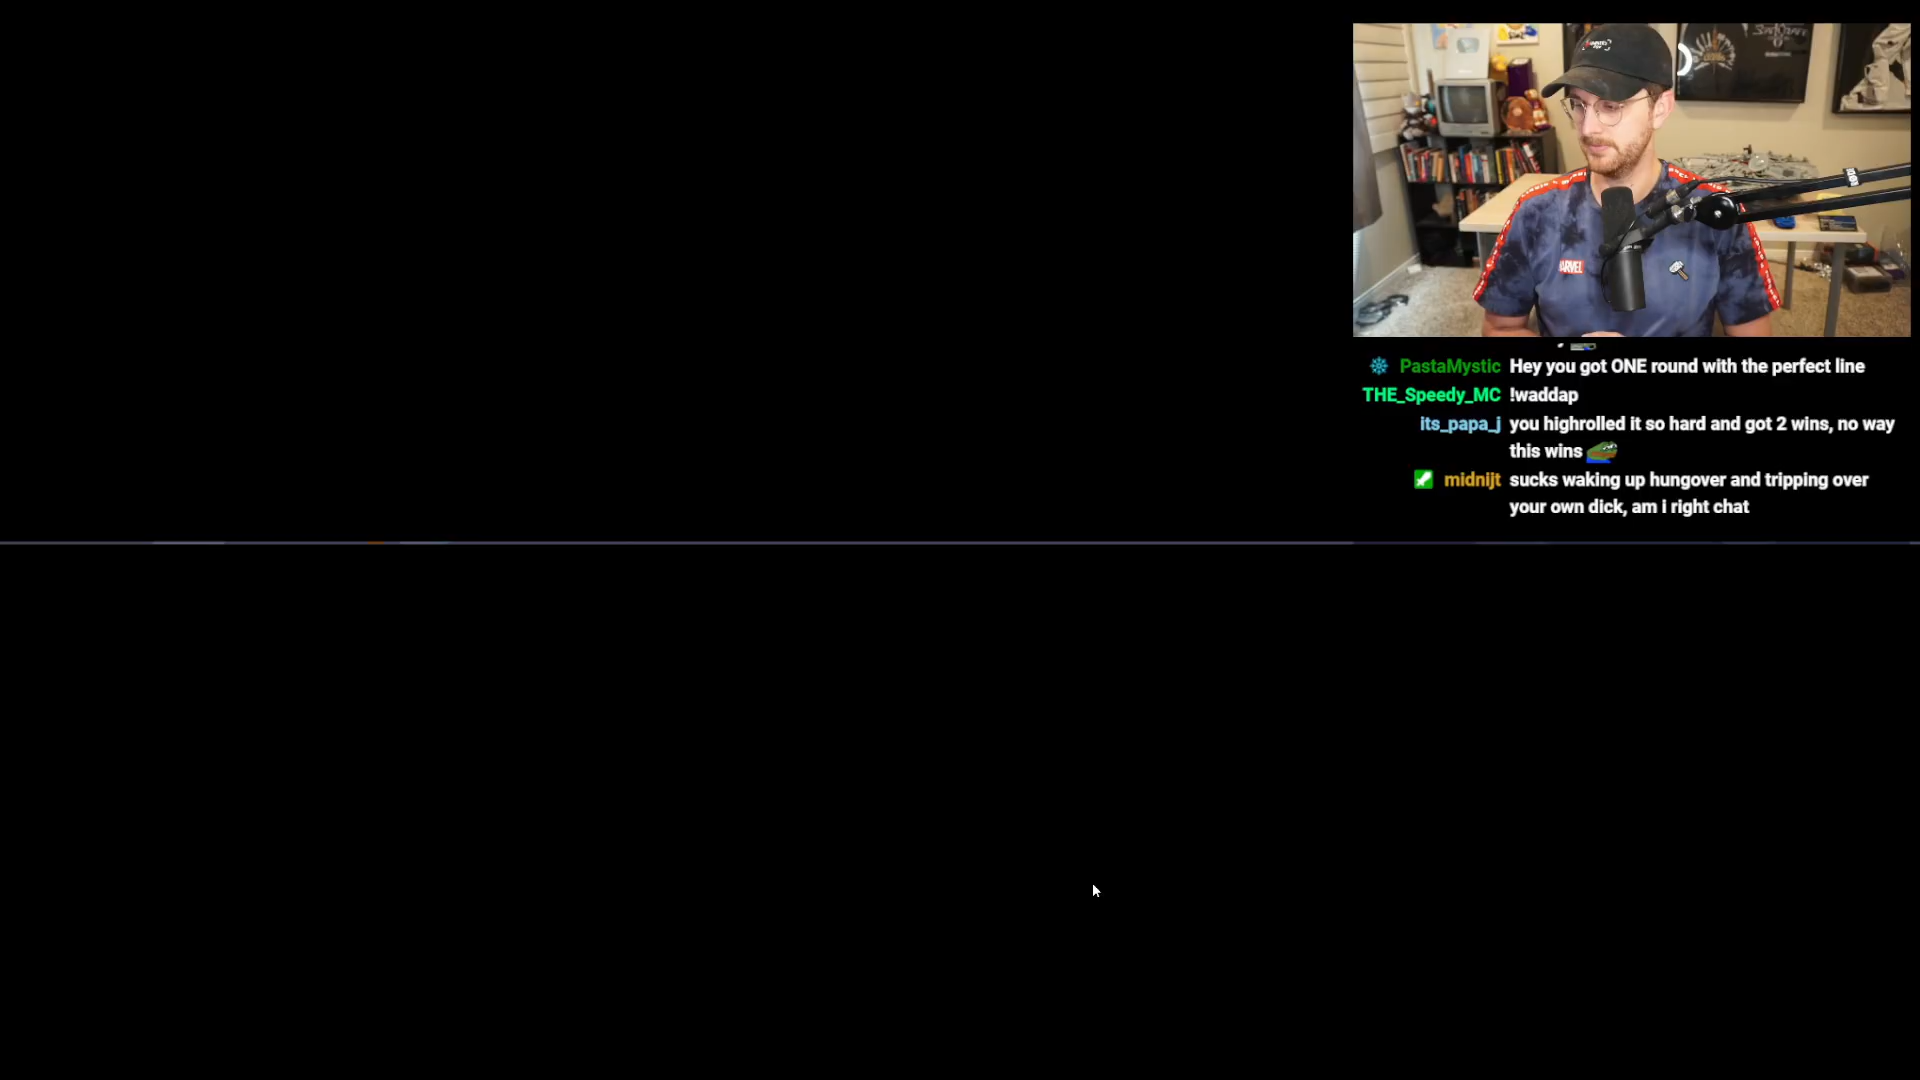 MARVEL
PastaMystic Hey you got ONE round with the perfect line
THE_Speedy_MC !waddap
its_papa_j you highrolled it so hard and got 2 wins, no way
this wins
midnijt sucks waking up hungover and tripping over
your own dick, am i right chat